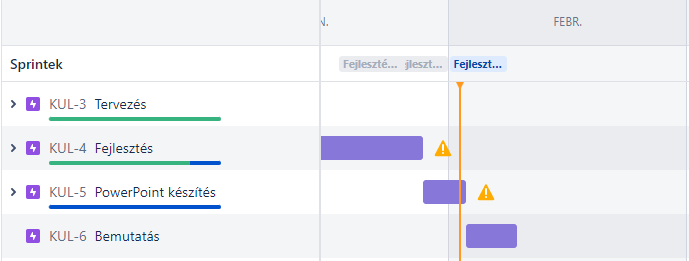 N.
FEBR.
Sprintek
Fejleszté...
jleszt...
Fejleszt...
KUL-3 Tervezés
KUL-4 Fejlesztés
KUL-5 PowerPoint készítés
KUL-6 Bemutatás